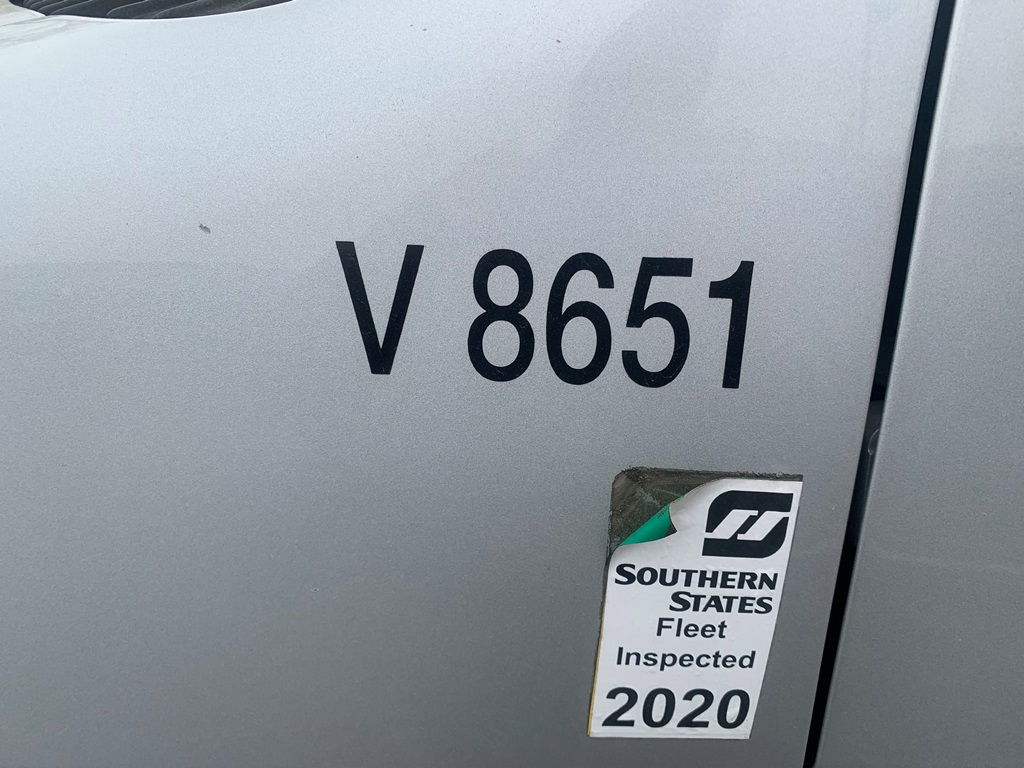 V 8651
SOUTHERN
STATES
Fleet
Inspected
2020